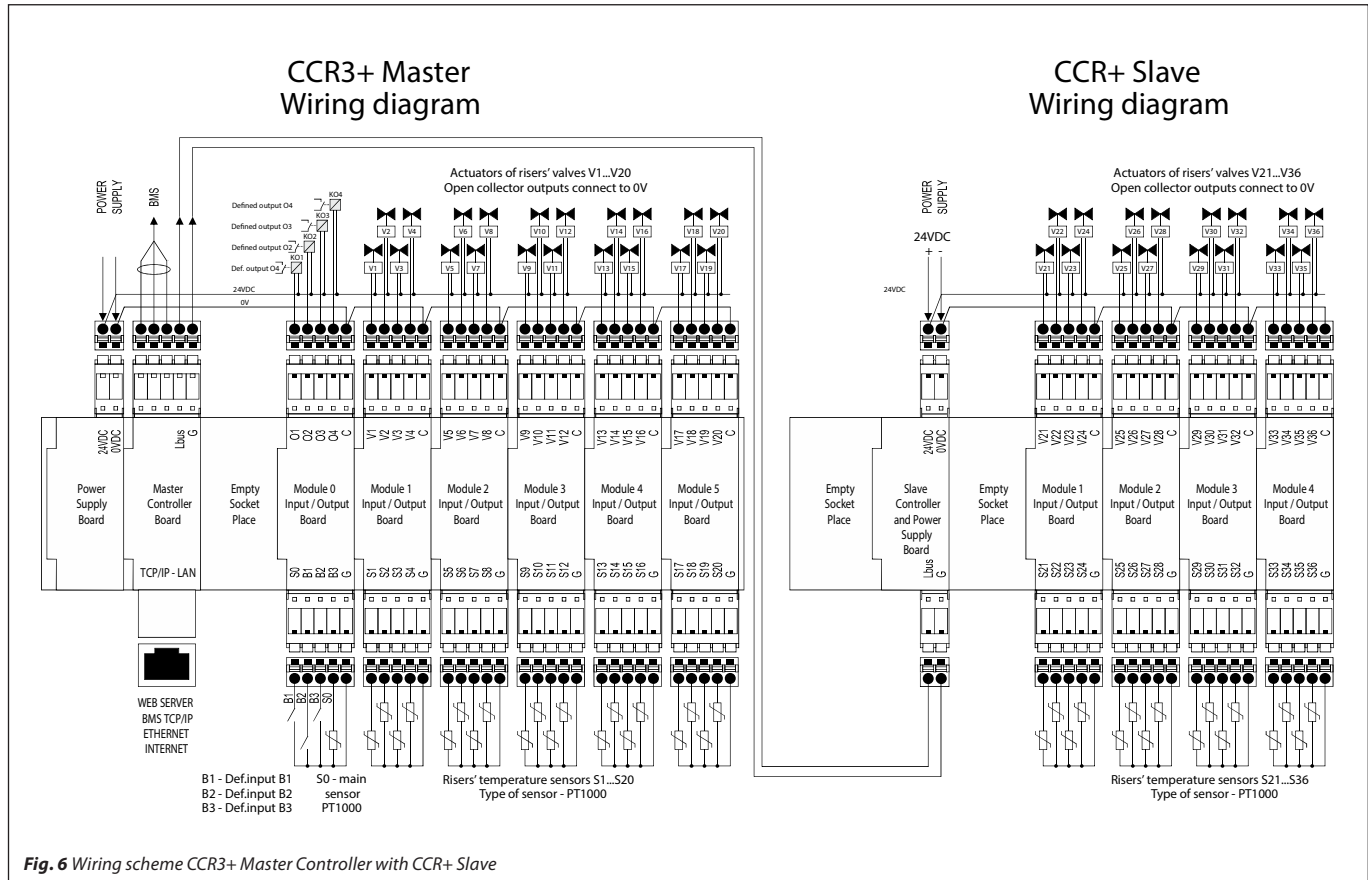 CCR3+ Master
Wiring diagram
CCR+ Slave
Wiring diagram
POWER
SUPPLY
BMS
Defined output O4
Defined output O3
Defined output O2
Def. output O4
KO4
KO3
KO2
KO1
Actuators of risers' valves V1...V20
Open collector outputs connect to 0V
V2 V4 V6 V8 V10 V12 V14 V16 V18 V20
V1 V3 V5 V7 V9 V11 V13 V15 V17 V19
24VDC
0V
POWER
SUPPLY
24VDC
+ -
24VDC
Actuators of risers' valves V21...V36
Open collector outputs connect to 0V
V22 V24 V26 V28 V30 V32 V34 V36
V21 V23 V25 V27 V29 V31 V33 V35
24VDC
0VDC
Lbus
G
O1 O2 O3 O4 C
V1 V2 V3 V4 C
V5 V6 V7 V8 C
V9 V10 V11 V12 C
V13 V14 V15 V16 C
V17 V18 V19 V20 C
Power
Supply
Board
Master
Controller
Board
Empty
Socket
Place
Module 0
Input / Output
Board
Module 1
Input / Output
Board
Module 2
Input / Output
Board
Module 3
Input / Output
Board
Module 4
Input / Output
Board
Module 5
Input / Output
Board
TCP/IP - LAN
S0 B1 B2 B3 G
S1 S2 S3 S4 G
S5 S6 S7 S8 G
S9 S10 S11 S12 G
S13 S14 S15 S16 G
S17 S18 S19 S20 G
24VDC
0VDC
V21 V22 V23 V24 C
V25 V26 V27 V28 C
V29 V30 V31 V32 C
V33 V34 V35 V36 C
Empty
Socket
Place
Slave
Controller
and Power
Supply
Board
Empty
Socket
Place
Module 1
Input / Output
Board
Module 2
Input / Output
Board
Module 3
Input / Output
Board
Module 4
Input / Output
Board
Lbus
G
S21 S22 S23 S24 G
S25 S26 S27 S28 G
S29 S30 S31 S32 G
S33 S34 S35 S36 G
WEB SERVER
BMS TCP/IP
ETHERNET
INTERNET
B1 B2 B3 S0
B1 - Def.input B1
B2 - Def.input B2
B3 - Def.input B3
S0 - main
sensor
PT1000
Risers' temperature sensors S1...S20
Type of sensor - PT1000
Risers' temperature sensors S21...S36
Type of sensor - PT1000
Fig. 6 Wiring scheme CCR3+ Master Controller with CCR+ Slave